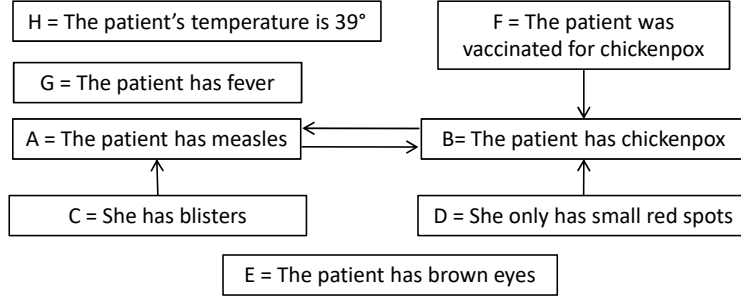 H = The patient’s temperature is 39°
F = The patient was
vaccinated for chickenpox
G = The patient has fever
A = The patient has measles
B= The patient has chickenpox
C = She has blisters
D = She only has small red spots
E = The patient has brown eyes